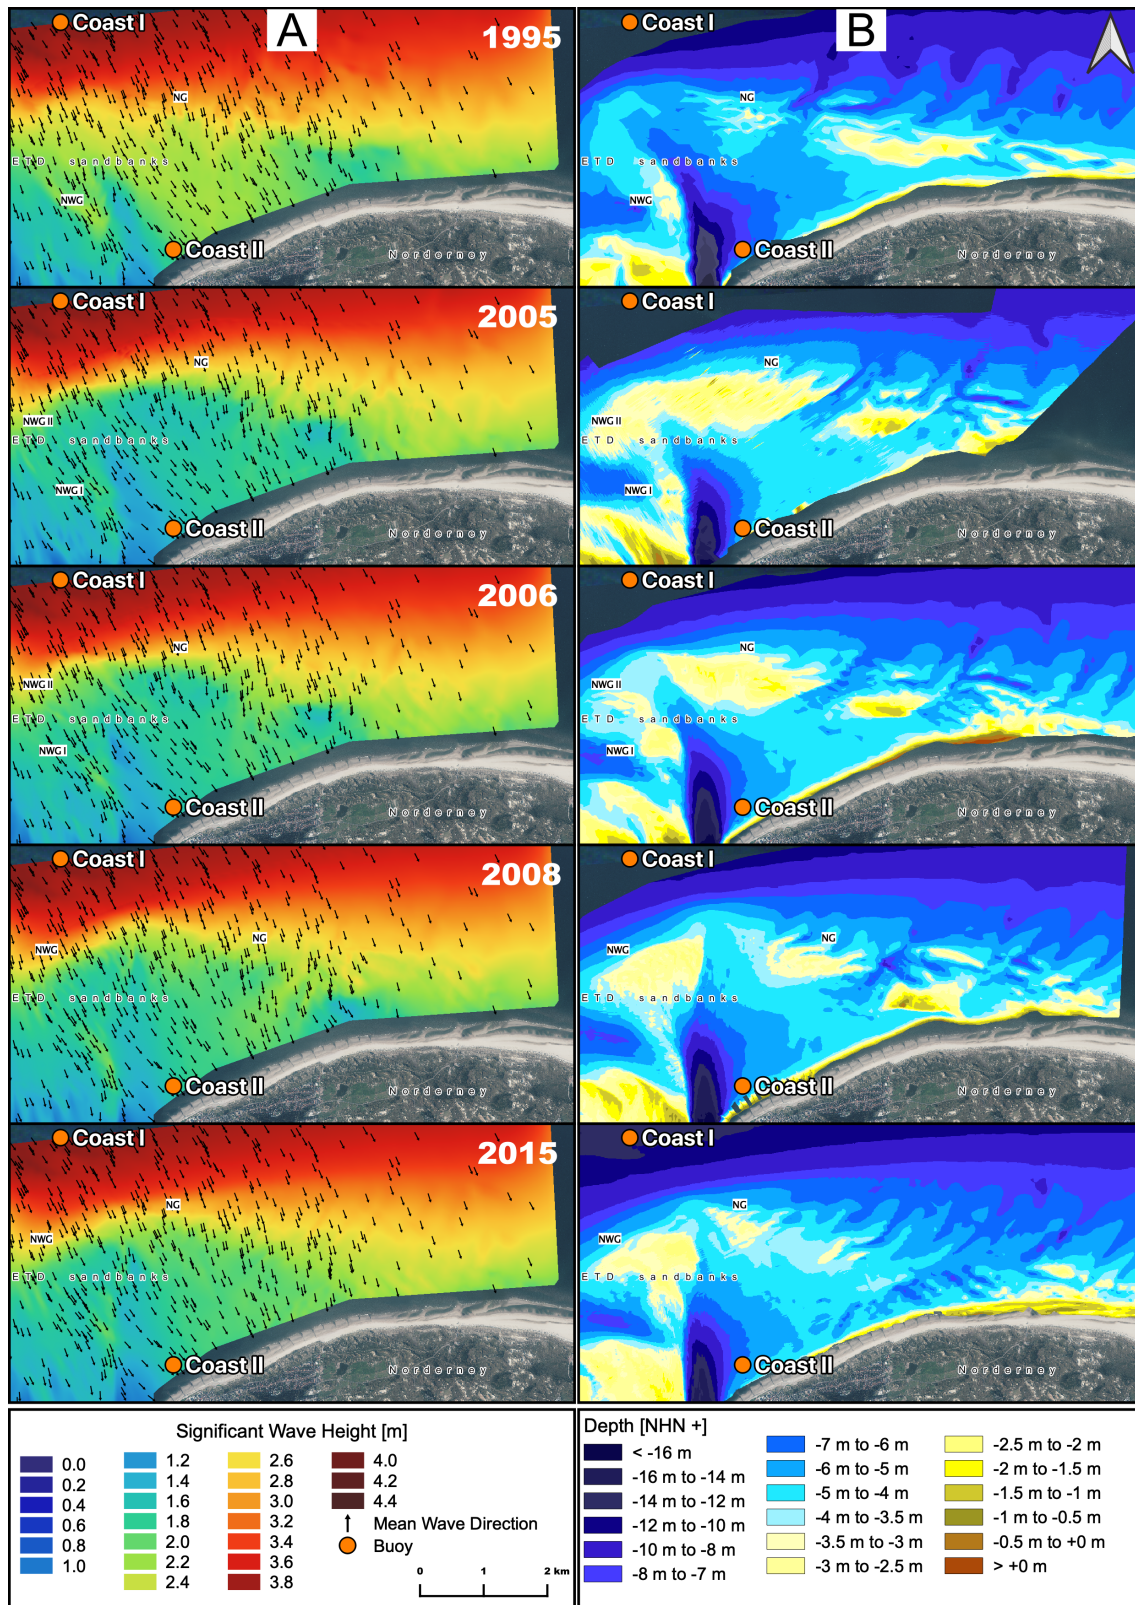 A
B
Coast I
1995
NG
ETD sandbanks
NWG
Coast II
Norderney
Coast I
NG
ETD sandbanks
NWG
Coast II
Norderney
Coast I
2005
NG
NWG II
ETD sandbanks
NWG I
Coast II
Norderney
Coast I
NG
NWG II
ETD sandbanks
NWG I
Coast II
Norderney
Coast I
2006
NG
NWG II
ETD sandbanks
NWG I
Coast II
Norderney
Coast I
NG
NWG II
ETD sandbanks
NWG I
Coast II
Norderney
Coast I
2008
NG
NWG
ETD sandbanks
Coast II
Norderney
Coast I
NG
NWG
ETD sandbanks
Coast II
Norderney
Coast I
2015
NG
NWG
ETD sandbanks
Coast II
Norderney
Coast I
NG
NWG
ETD sandbanks
Coast II
Norderney
Significant Wave Height [m]
0.0
0.2
0.4
0.6
0.8
1.0
1.2
1.4
1.6
1.8
2.0
2.2
2.4
2.6
2.8
3.0
3.2
3.4
3.6
3.8
4.0
4.2
4.4
Mean Wave Direction
Buoy
0 1 2 km
Depth [NHN +]
< -16 m
-16 m to -14 m
-14 m to -12 m
-12 m to -10 m
-10 m to -8 m
-8 m to -7 m
-7 m to -6 m
-6 m to -5 m
-5 m to -4 m
-4 m to -3.5 m
-3.5 m to -3 m
-3 m to -2.5 m
-2.5 m to -2 m
-2 m to -1.5 m
-1.5 m to -1 m
-1 m to -0.5 m
-0.5 m to +0 m
> +0 m